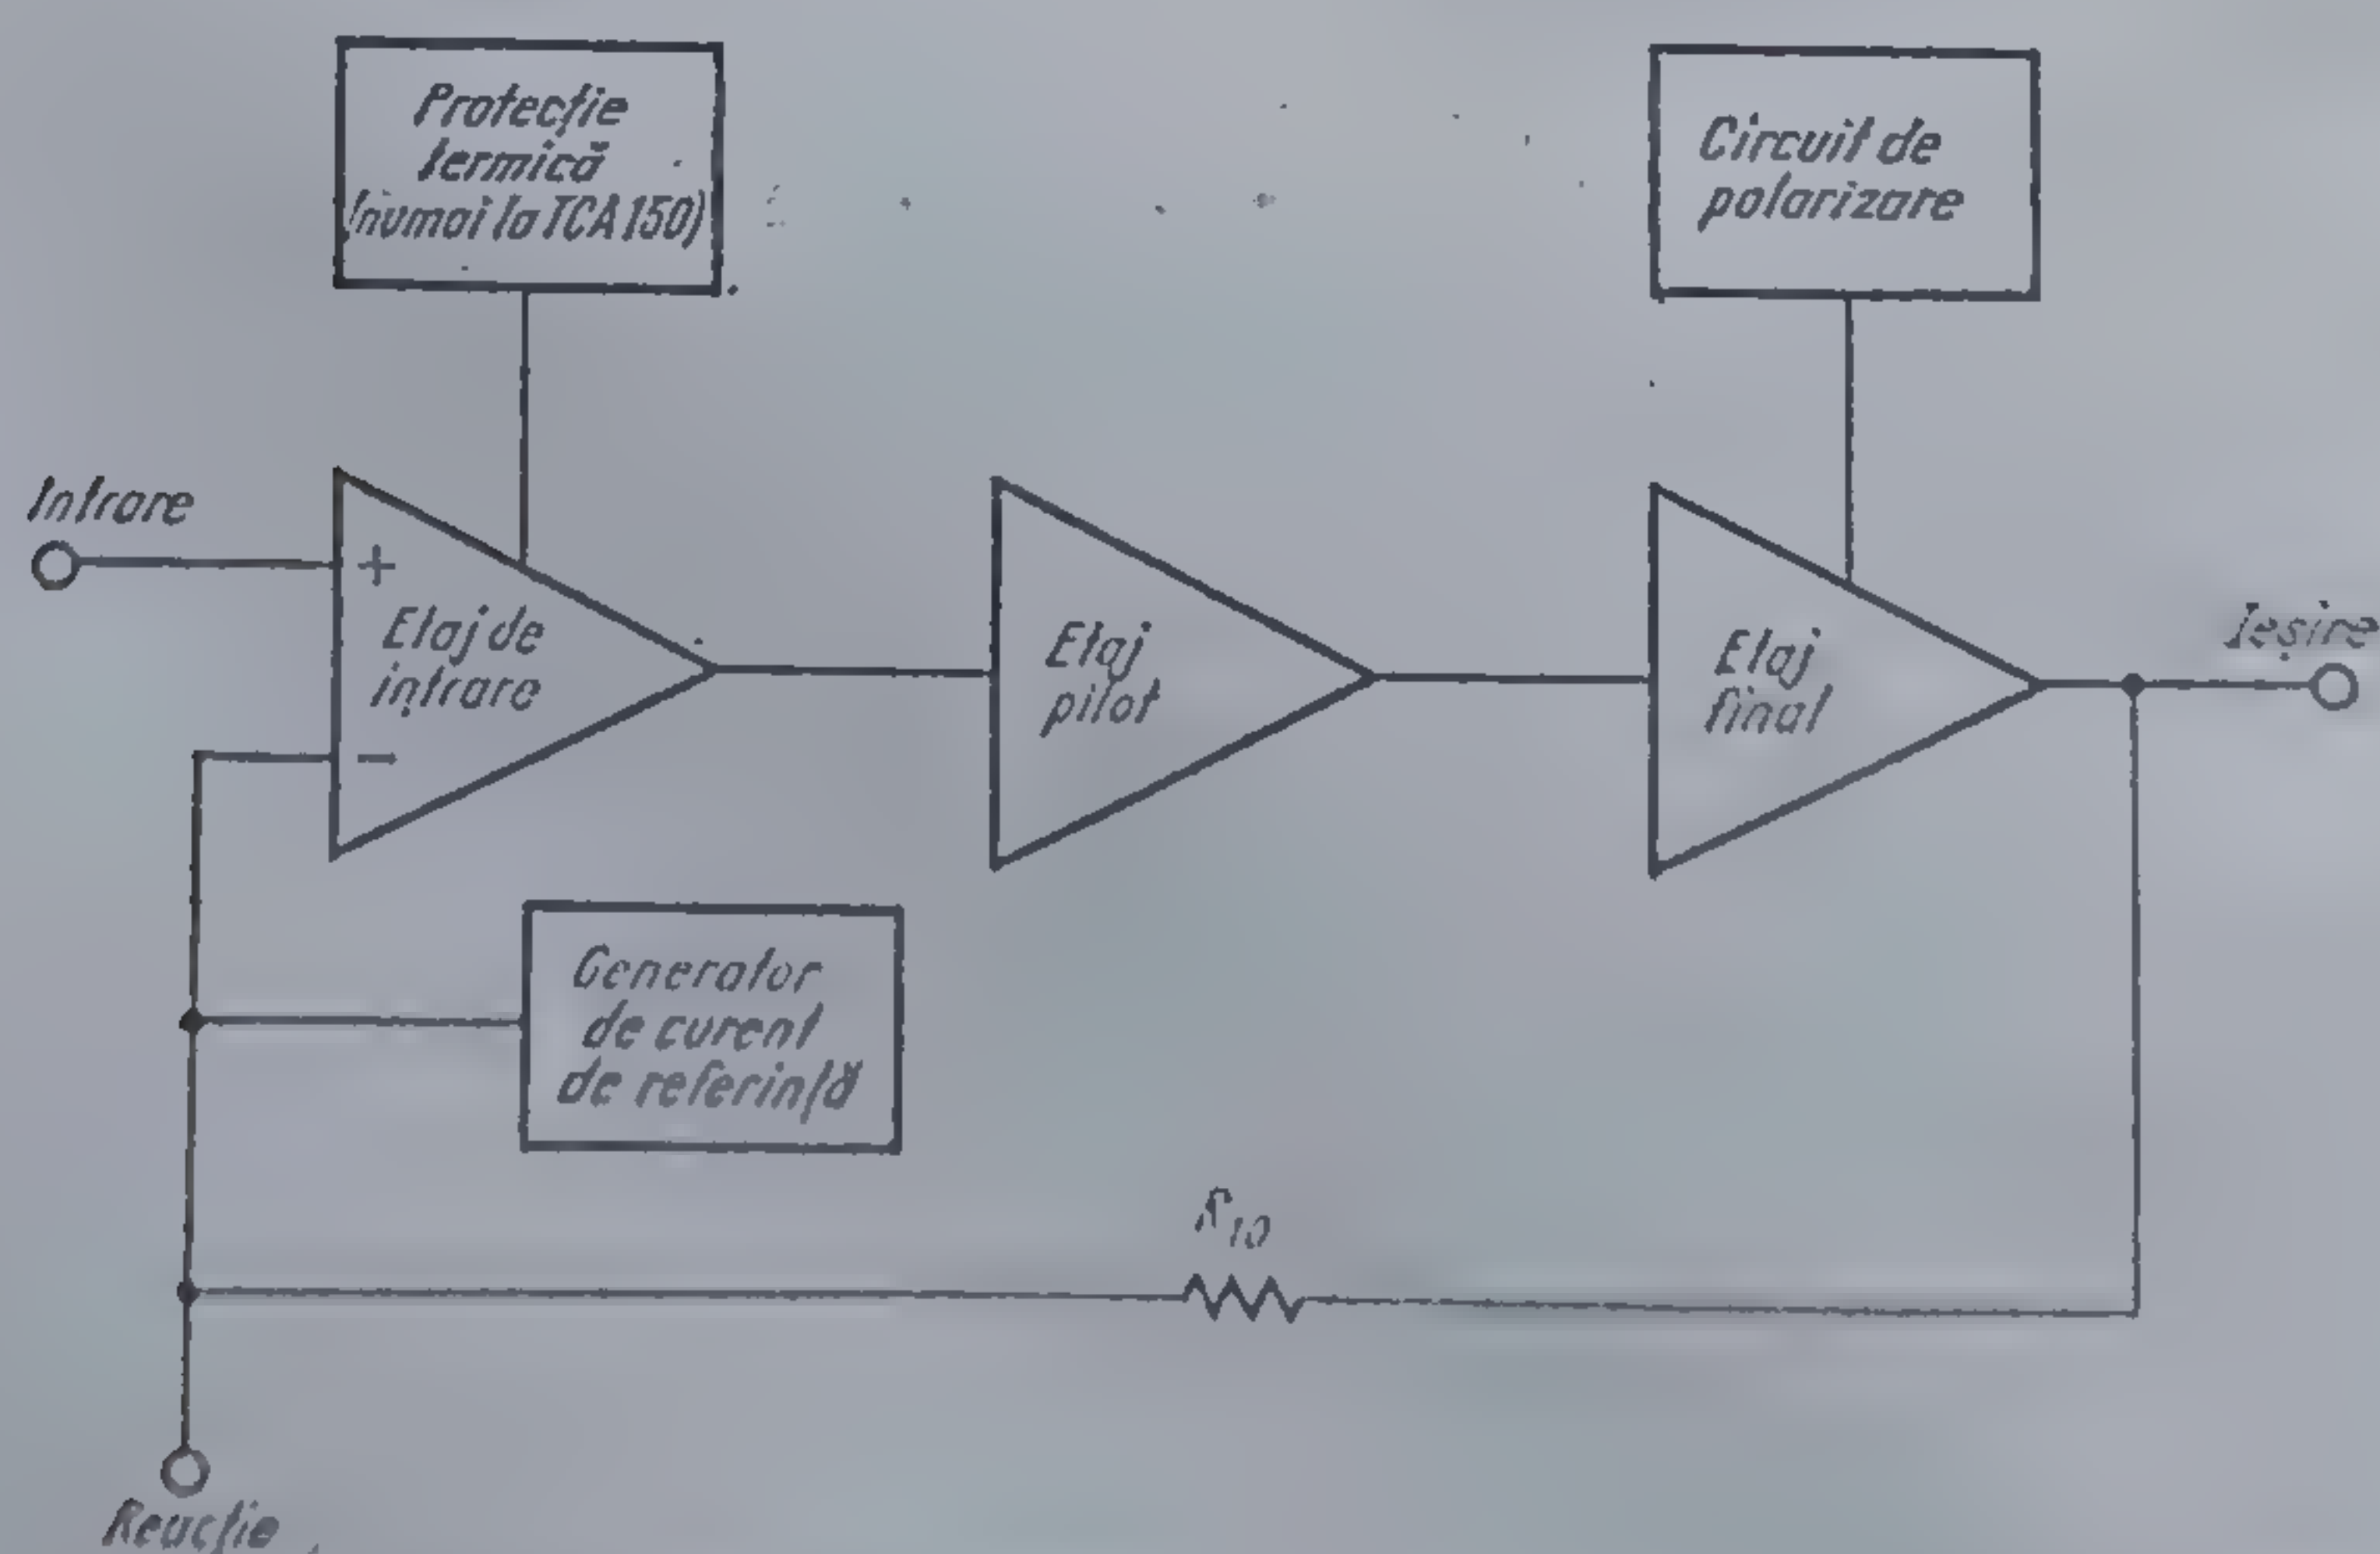 Protecție
termică
(numai la TCA 150)
Circuit de
polarizare
Intrare
+
Etaj de
intrare
−
Etaj
pilot
Etaj
final
Ieșire
Generator
de curent
de referință
R10
Reacție